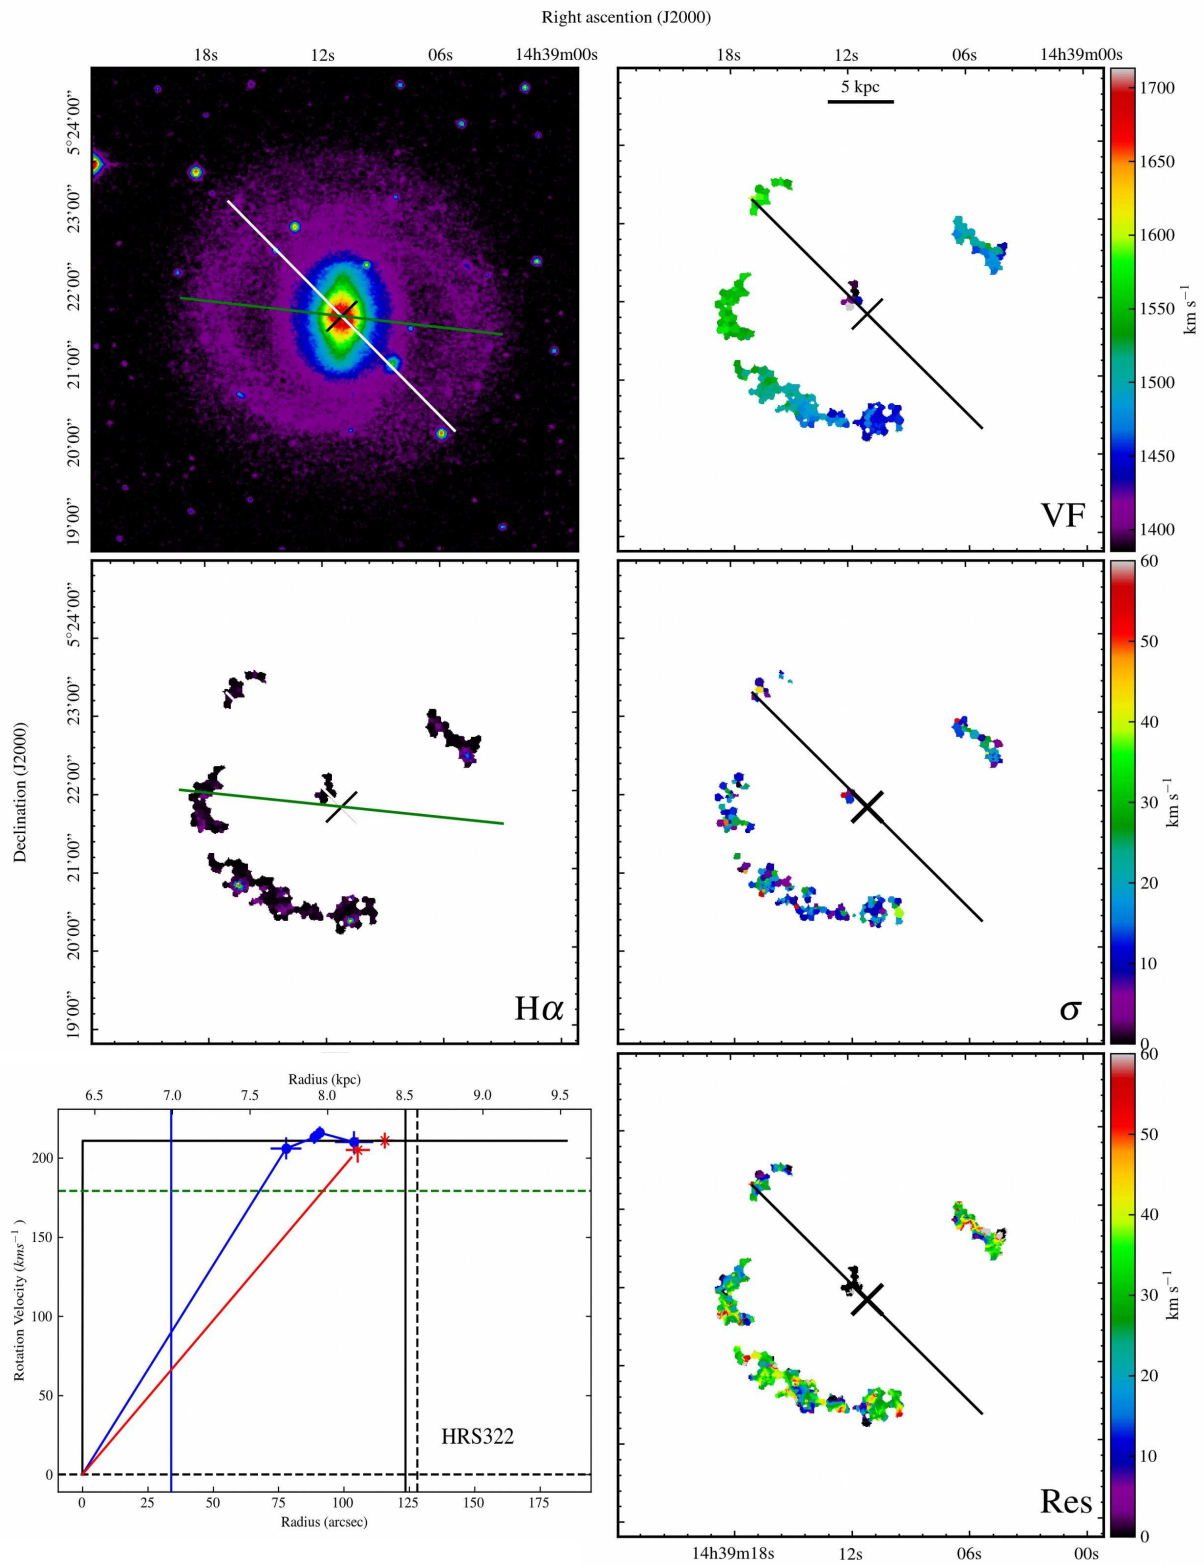 Right ascention (J2000)
18s 12s 06s 14h39m00s
18s 12s 06s 14h39m00s
5°24'00” 23'00” 22'00” 21'00” 20'00” 19'00”
5 kpc
VF
1700
1650
1600
1550
1500
1450
1400
km s⁻¹
Declination (J2000)
5°24'00” 23'00” 22'00” 21'00” 20'00” 19'00”
Hα
σ
60
50
40
30
20
10
0
km s⁻¹
Radius (kpc)
6.5 7.0 7.5 8.0 8.5 9.0 9.5
Rotation Velocity (kms⁻¹)
200
150
100
50
0
HRS322
0 25 50 75 100 125 150 175
Radius (arcsec)
Res
60
50
40
30
20
10
0
km s⁻¹
14h39m18s 12s 06s 00s